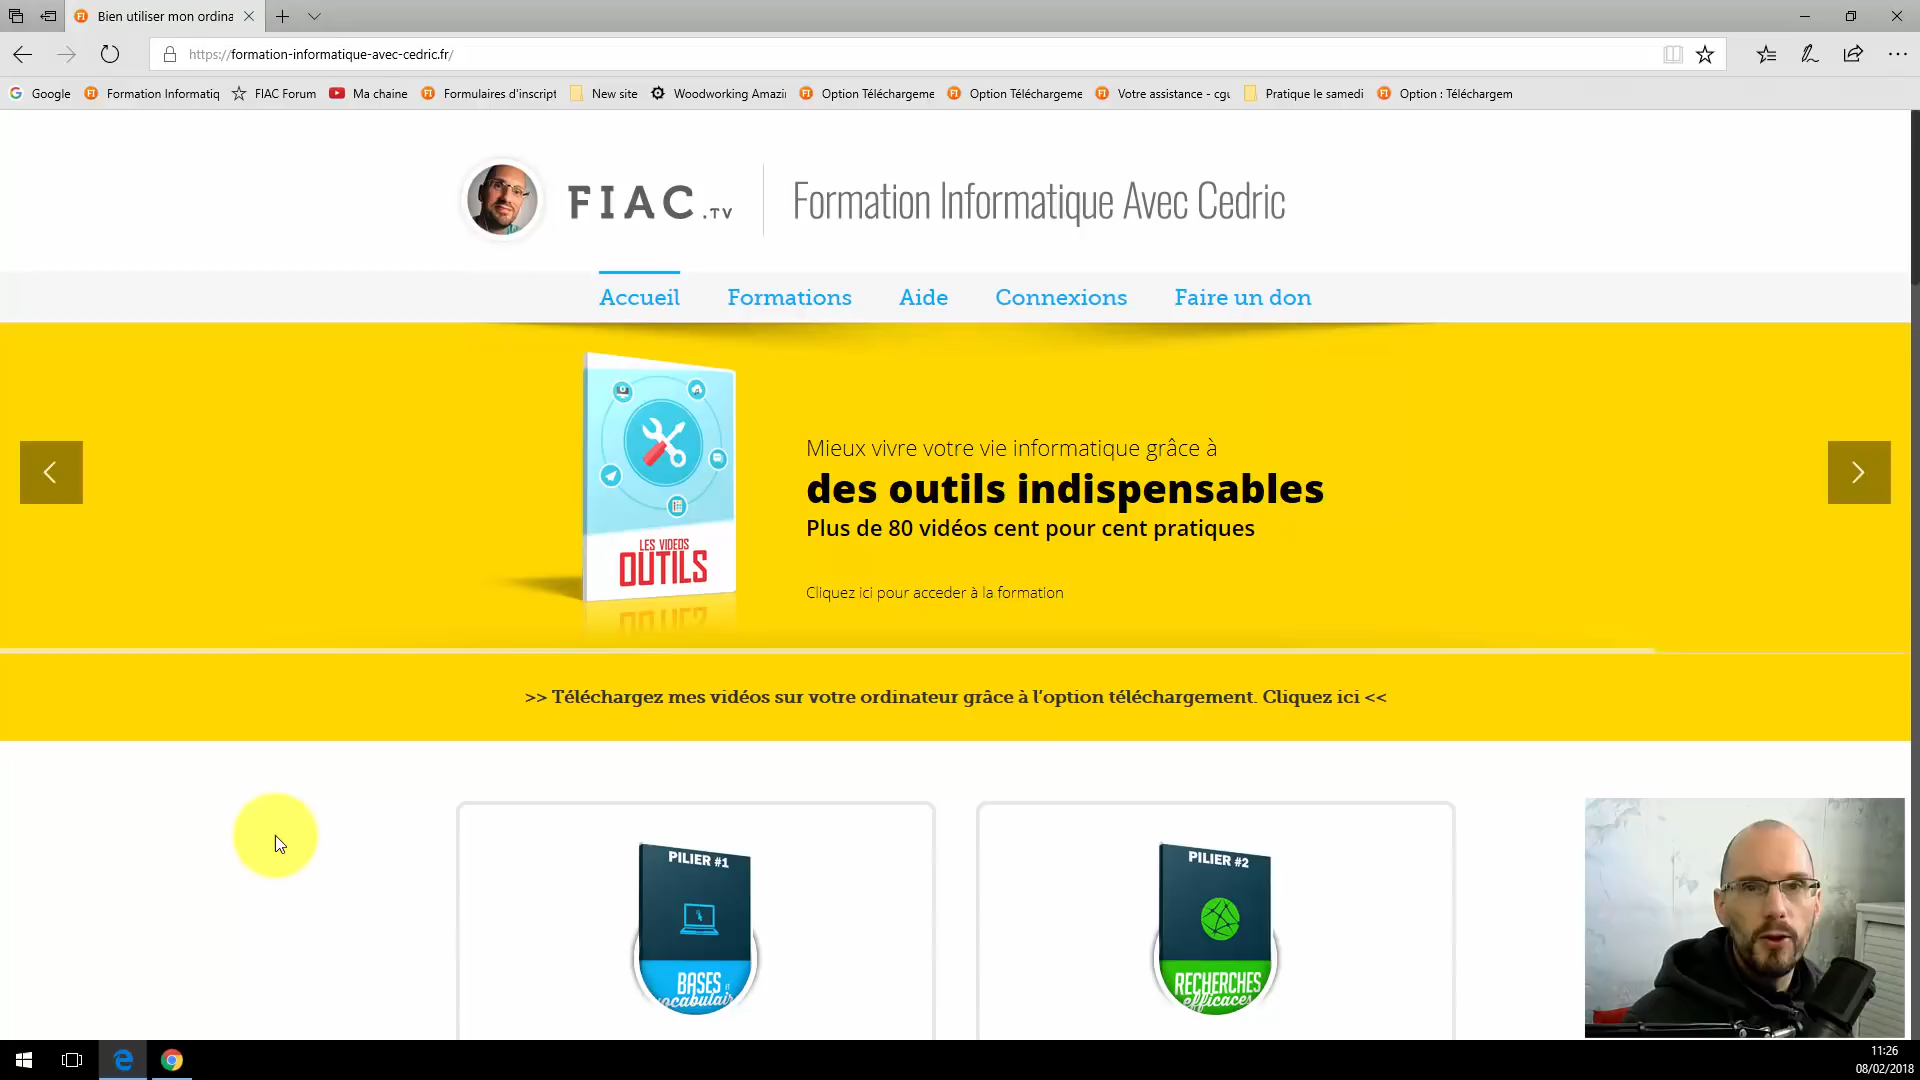 Bien utiliser mon ordina
https://formation-informatique-avec-cedric.fr/
Google
Formation Informatiq
FIAC Forum
Ma chaine
Formulaires d'inscript
New site
Woodworking Amazi
Option Téléchargeme
Option Téléchargeme
Votre assistance - cgu
Pratique le samedi
Option : Téléchargem
FIAC.TV
Formation Informatique Avec Cedric
Accueil
Formations
Aide
Connexions
Faire un don
LES VIDEOS
OUTILS
Mieux vivre votre vie informatique grâce à
des outils indispensables
Plus de 80 vidéos cent pour cent pratiques
Cliquez ici pour acceder à la formation
>> Téléchargez mes vidéos sur votre ordinateur grâce à l'option téléchargement. Cliquez ici <<
PILIER #1
BASES ET
vocabulair
PILIER #2
RECHERCHES
efficaces
11:26
08/02/2018